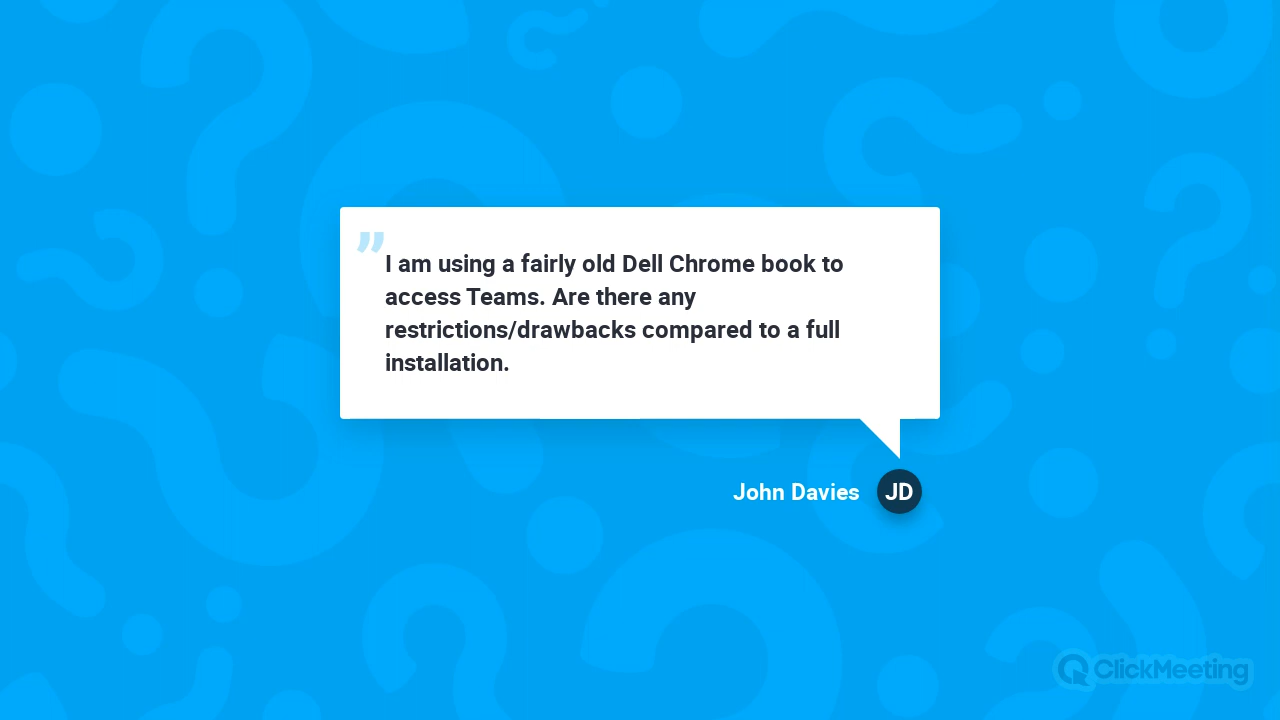 ”
I am using a fairly old Dell Chrome book to
access Teams. Are there any
restrictions/drawbacks compared to a full
installation.
John Davies JD
ClickMeeting